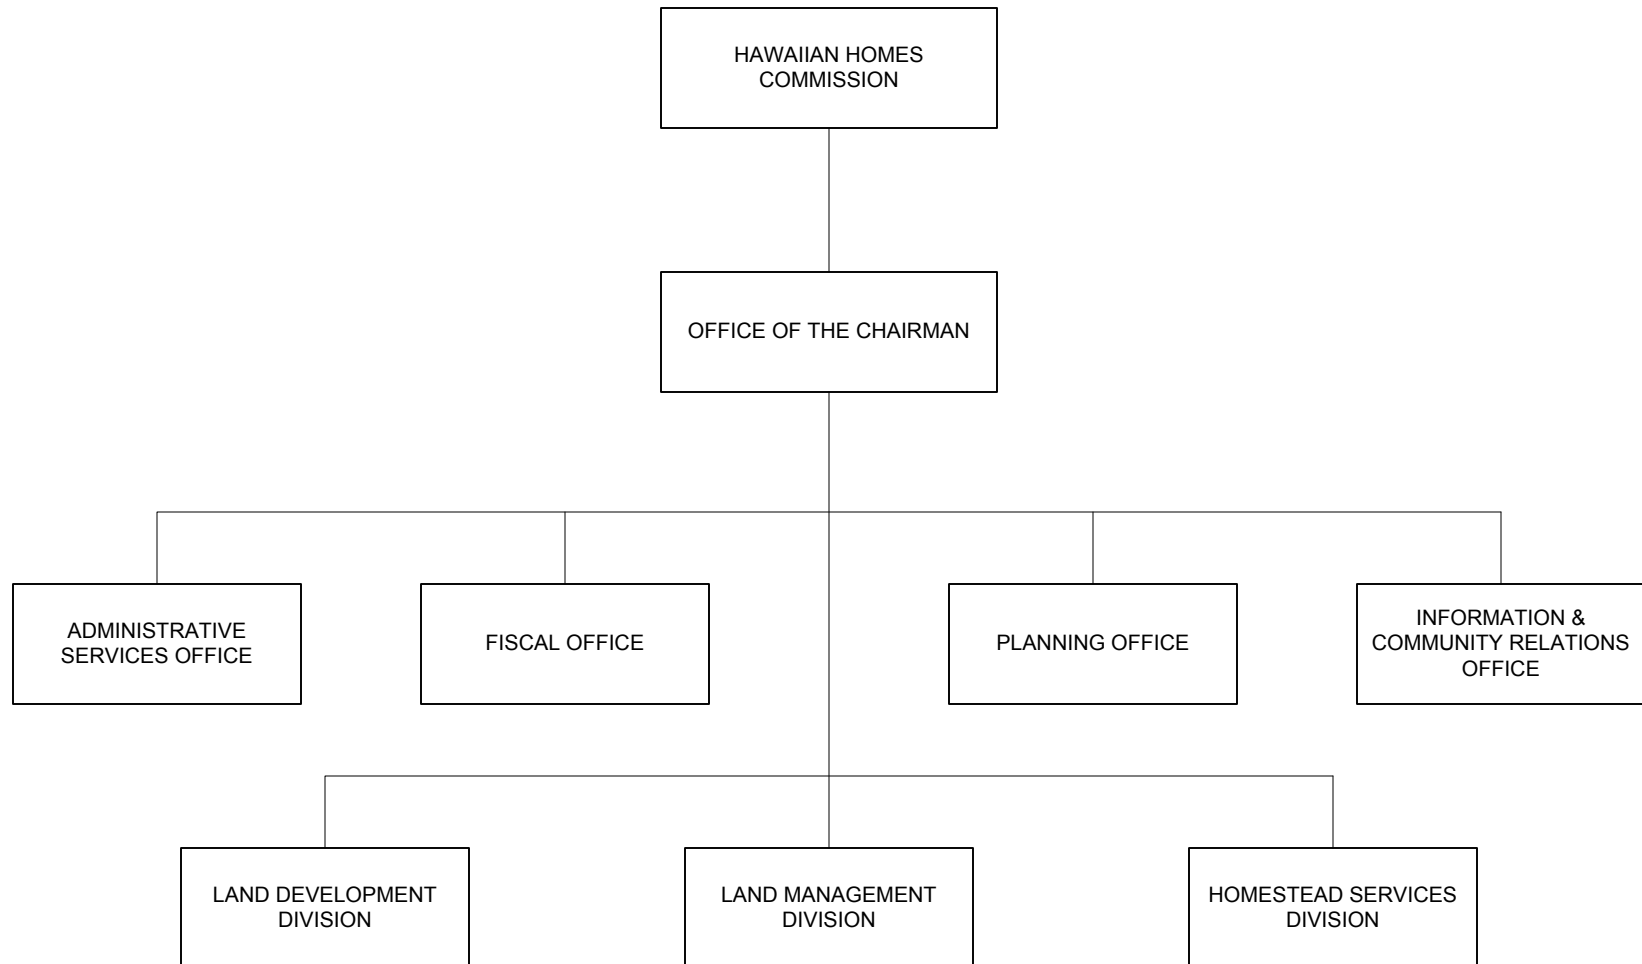 HAWAIIAN HOMES
COMMISSION
OFFICE OF THE CHAIRMAN
ADMINISTRATIVE
SERVICES OFFICE
FISCAL OFFICE
PLANNING OFFICE
INFORMATION &
COMMUNITY RELATIONS
OFFICE
LAND DEVELOPMENT
DIVISION
LAND MANAGEMENT
DIVISION
HOMESTEAD SERVICES
DIVISION